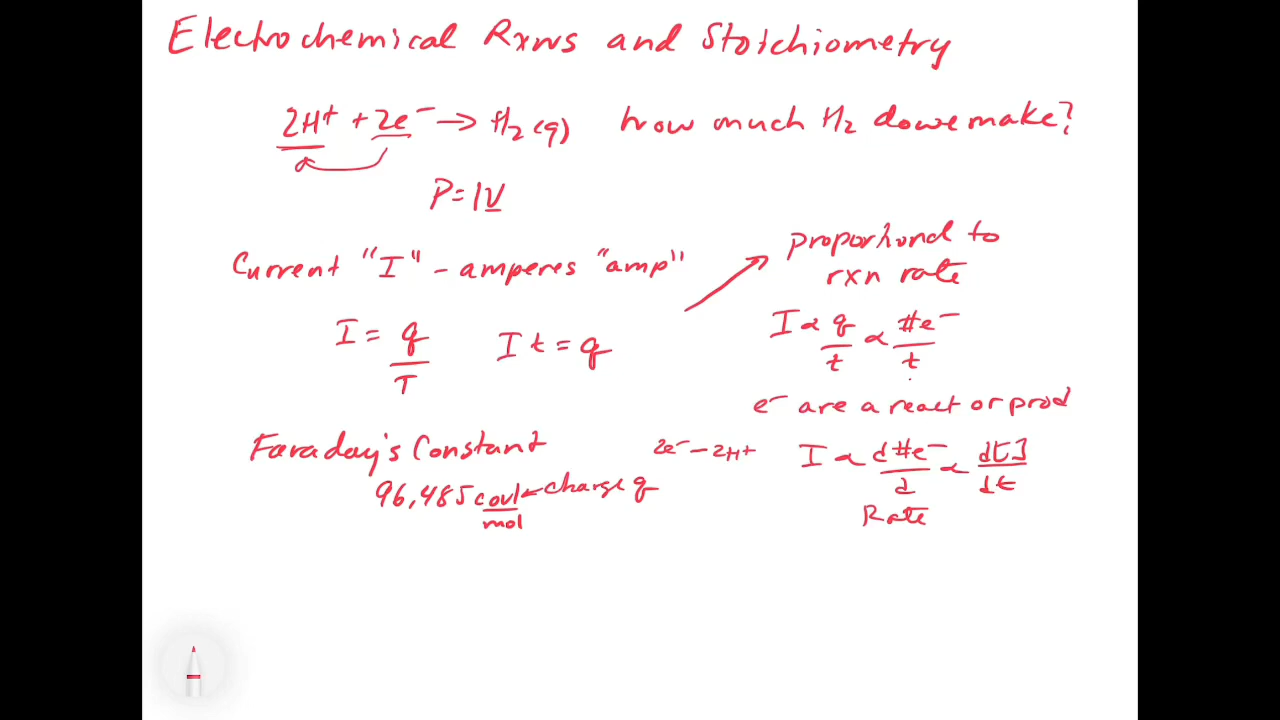 Electrochemical Rxns and Stoichiometry
2H⁺ + 2e⁻ → H₂(g) how much H₂ do we make?
P=1V
Current "I" - amperes "amp"
proportional to
rxn rate
I = q/T
It = q
I ∝ q/t ∝ #e⁻/t
e⁻ are a react or prod
Faraday's Constant
96,485 coul/mol ← charge q
2e⁻ - 2H⁺
I ∝ d#e⁻/d ∝ d[]/dt
Rate